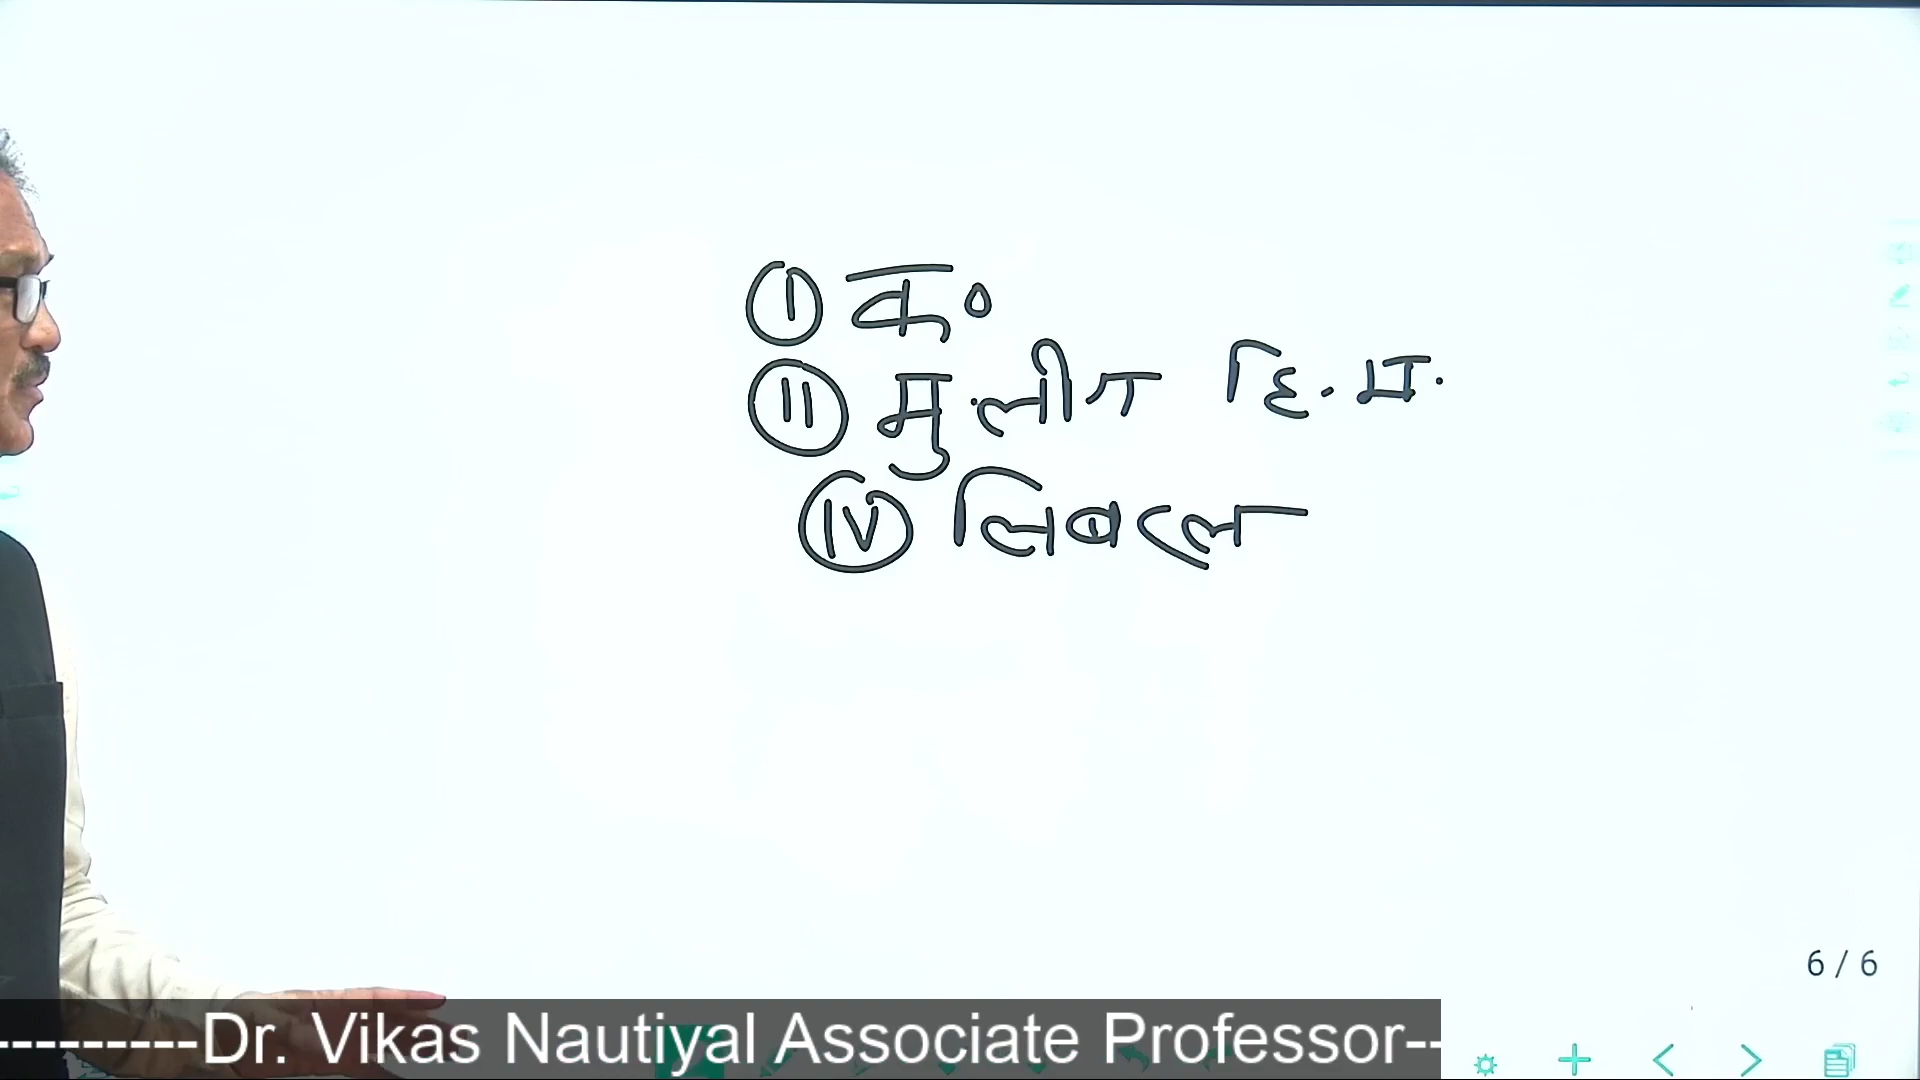 I क०
II मु.लीग हि. म.
IV लिबरल
6 / 6
---------Dr. Vikas Nautiyal Associate Professor--